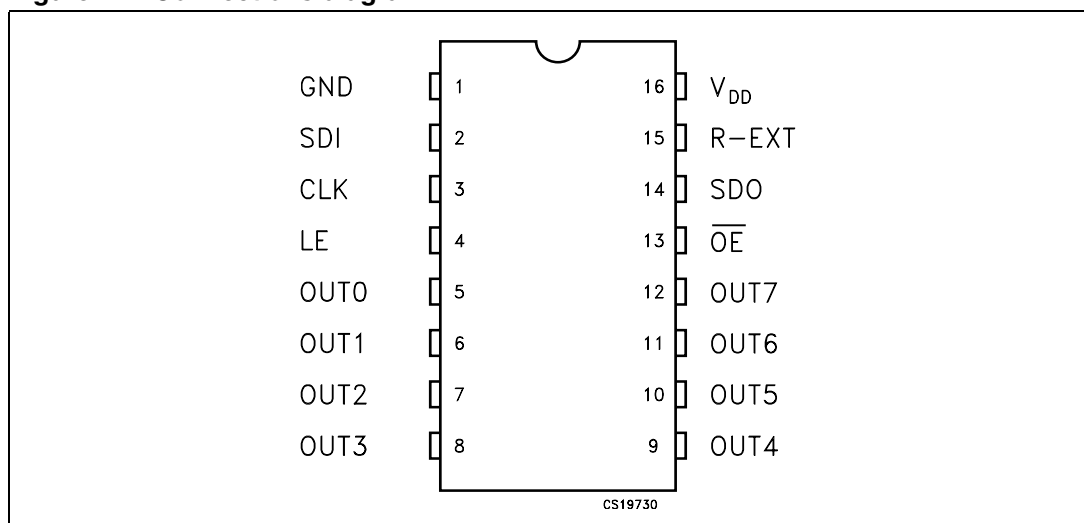 GND 1 16 VDD
SDI 2 15 R-EXT
CLK 3 14 SDO
LE 4 13 OE
OUT0 5 12 OUT7
OUT1 6 11 OUT6
OUT2 7 10 OUT5
OUT3 8 9 OUT4
CS19730